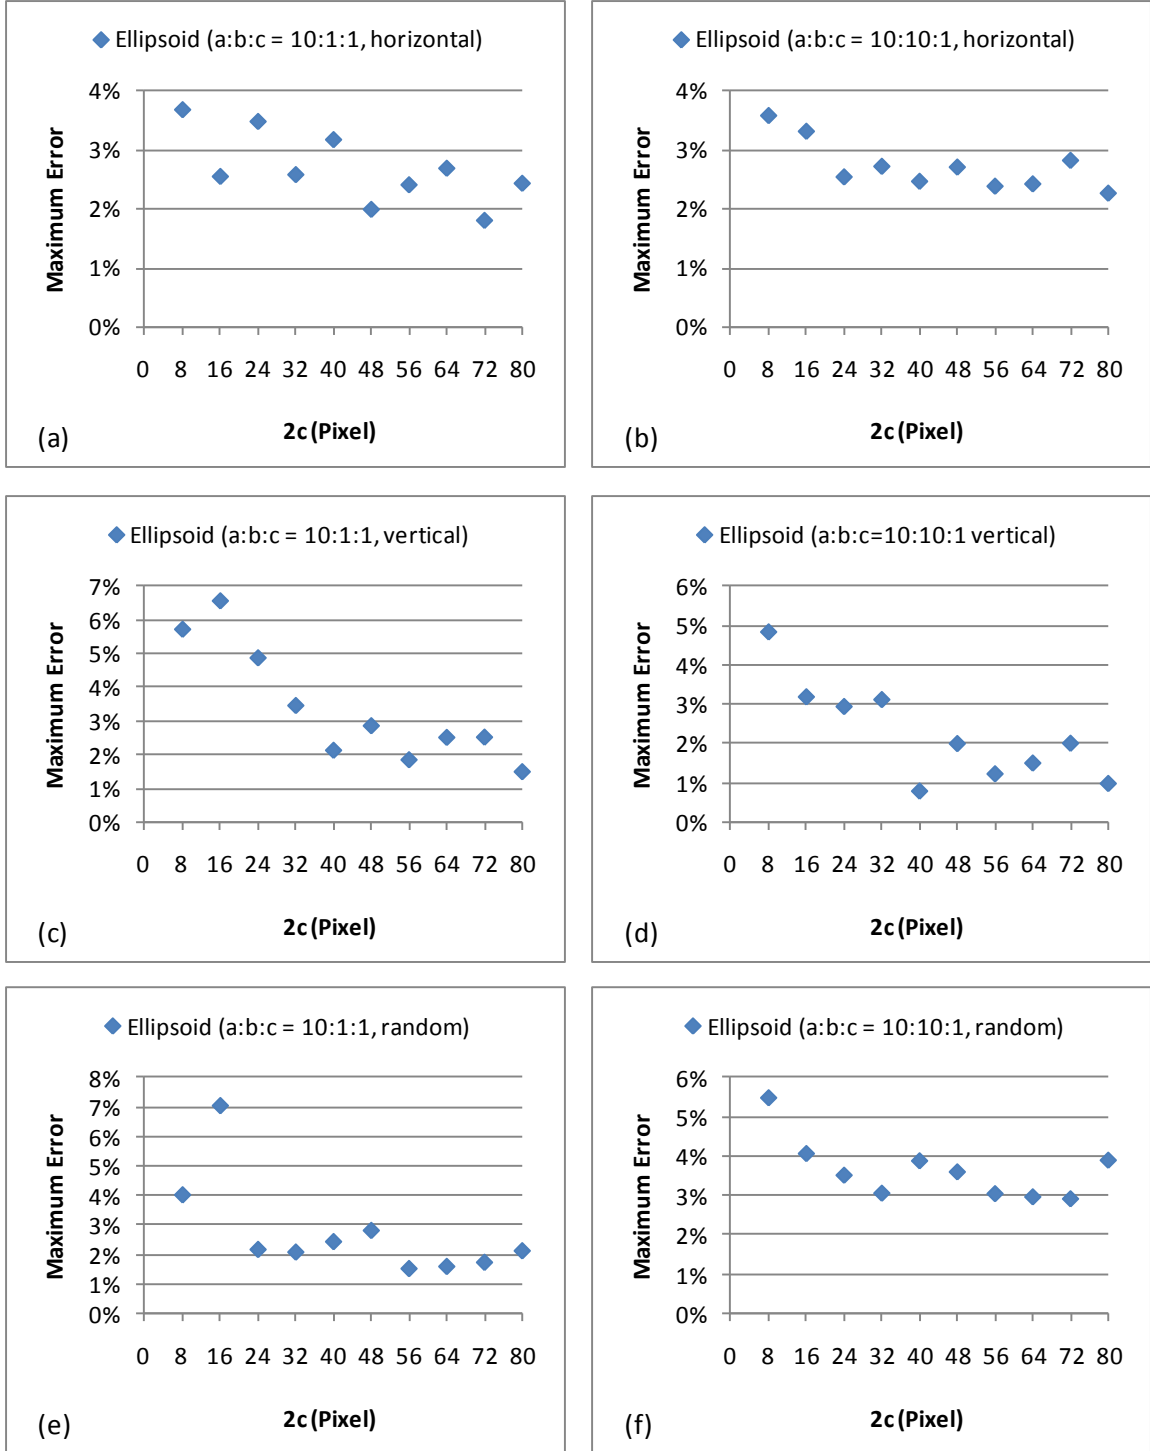 Ellipsoid (a:b:c = 10:1:1, horizontal)
4%
3%
2%
1%
0%
Maximum Error
0 8 16 24 32 40 48 56 64 72 80
2c (Pixel)
(a)
Ellipsoid (a:b:c = 10:10:1, horizontal)
4%
3%
2%
1%
0%
Maximum Error
0 8 16 24 32 40 48 56 64 72 80
2c (Pixel)
(b)
Ellipsoid (a:b:c = 10:1:1, vertical)
7%
6%
5%
4%
3%
2%
1%
0%
Maximum Error
0 8 16 24 32 40 48 56 64 72 80
2c (Pixel)
(c)
Ellipsoid (a:b:c=10:10:1 vertical)
6%
5%
4%
3%
2%
1%
0%
Maximum Error
0 8 16 24 32 40 48 56 64 72 80
2c (Pixel)
(d)
Ellipsoid (a:b:c = 10:1:1, random)
8%
7%
6%
5%
4%
3%
2%
1%
0%
Maximum Error
0 8 16 24 32 40 48 56 64 72 80
2c (Pixel)
(e)
Ellipsoid (a:b:c = 10:10:1, random)
6%
5%
4%
3%
2%
1%
0%
Maximum Error
0 8 16 24 32 40 48 56 64 72 80
2c (Pixel)
(f)